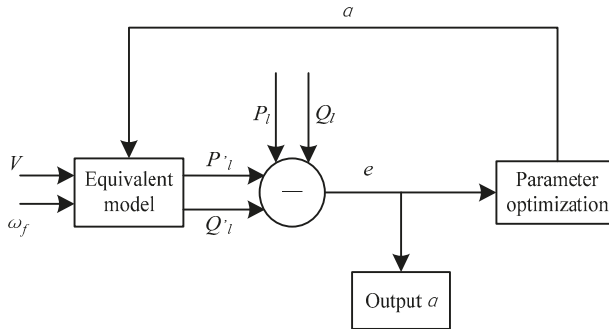 a
P_l
Q_l
V
ω_f
Equivalent
model
P'_l
Q'_l
—
e
Parameter
optimization
Output a